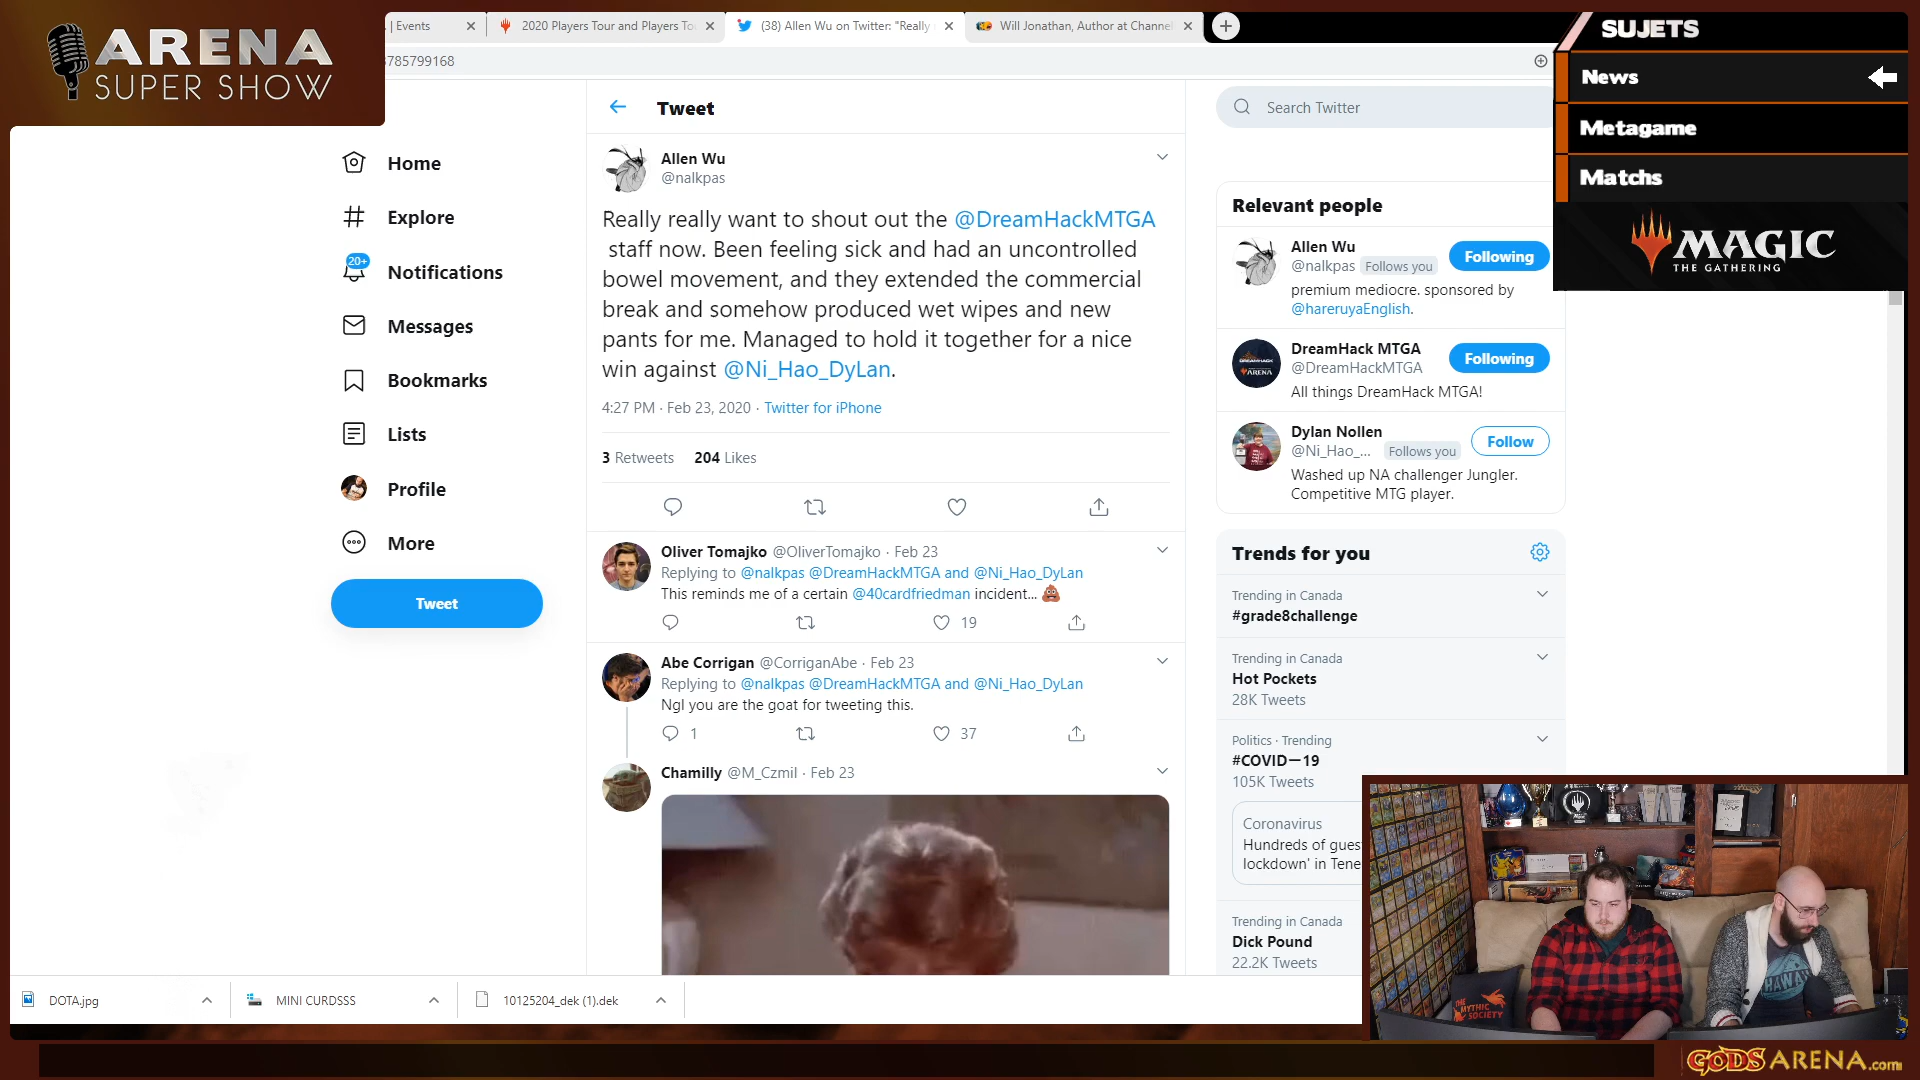 ARENA
SUPER SHOW
| Events
2020 Players Tour and Players To
(38) Allen Wu on Twitter: "Really
Will Jonathan, Author at Channe
785799168
SUJETS
News
Metagame
Matchs
MAGIC
THE GATHERING
Home
Explore
20+
Notifications
Messages
Bookmarks
Lists
Profile
More
Tweet
Tweet
Allen Wu
@nalkpas
Really really want to shout out the @DreamHackMTGA
staff now. Been feeling sick and had an uncontrolled
bowel movement, and they extended the commercial
break and somehow produced wet wipes and new
pants for me. Managed to hold it together for a nice
win against @Ni_Hao_DyLan.
4:27 PM · Feb 23, 2020 · Twitter for iPhone
3 Retweets 204 Likes
Oliver Tomajko @OliverTomajko · Feb 23
Replying to @nalkpas @DreamHackMTGA and @Ni_Hao_DyLan
This reminds me of a certain @40cardfriedman incident... 💩
19
Abe Corrigan @CorriganAbe · Feb 23
Replying to @nalkpas @DreamHackMTGA and @Ni_Hao_DyLan
Ngl you are the goat for tweeting this.
1 37
Chamilly @M_Czmil · Feb 23
Search Twitter
Relevant people
Allen Wu
@nalkpas Follows you
Following
premium mediocre. sponsored by
@hareruyaEnglish.
DreamHack MTGA
@DreamHackMTGA
Following
All things DreamHack MTGA!
Dylan Nollen
@Ni_Hao_... Follows you
Follow
Washed up NA challenger Jungler.
Competitive MTG player.
Trends for you
Trending in Canada
#grade8challenge
Trending in Canada
Hot Pockets
28K Tweets
Politics · Trending
#COVID—19
105K Tweets
Coronavirus
Hundreds of gues
lockdown' in Tene
Trending in Canada
Dick Pound
22.2K Tweets
THE MYTHIC
SOCIETY
DOTA.jpg
MINI CURDSSS
10125204_dek (1).dek
GODSARENA.com